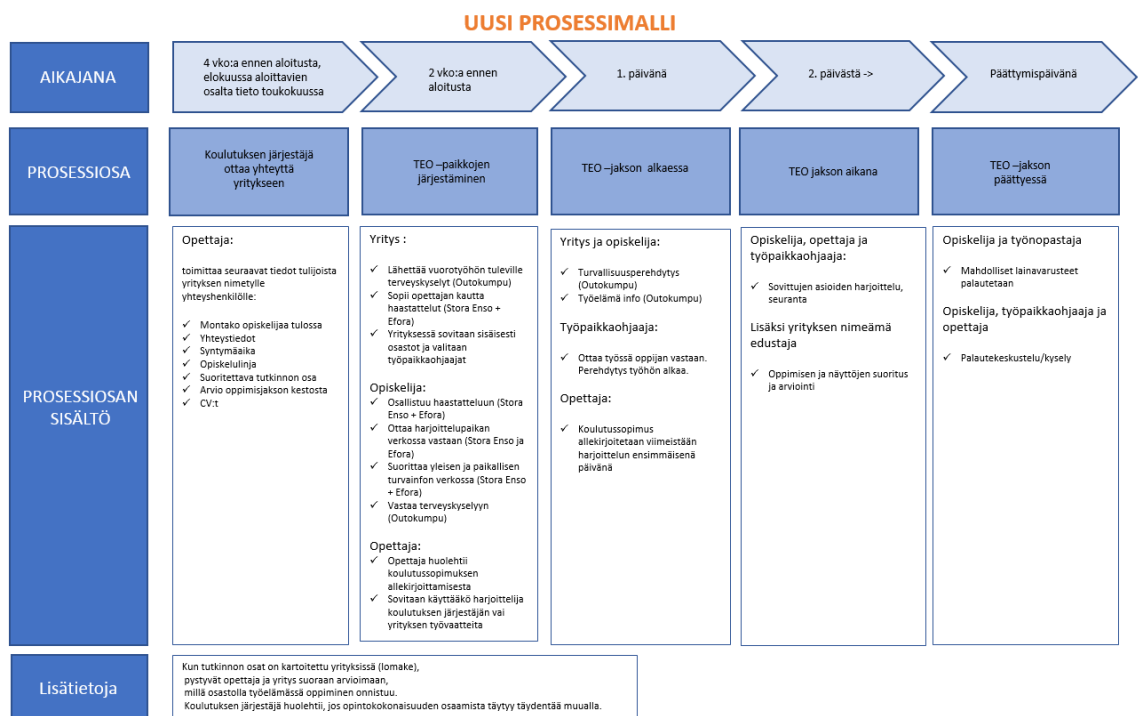 UUSI PROSESSIMALLI
AIKAJANA
4 vko:a ennen aloitusta,
elokuussa aloittavien
osalta tieto toukokuussa
2 vko:a ennen
aloitusta
1. päivänä
2. päivästä ->
Päättymispäivänä
PROSESSIOSA
Koulutuksen järjestäjä
ottaa yhteyttä
yritykseen
TEO –paikkojen
järjestäminen
TEO –jakson alkaessa
TEO jakson aikana
TEO –jakson
päättyessä
PROSESSIOSAN
SISÄLTÖ
Opettaja:
toimittaa seuraavat tiedot tulijoista
yrityksen nimetylle
yhteyshenkilölle:
✓ Montako opiskelijaa tulossa
✓ Yhteystiedot
✓ Syntymäaika
✓ Opiskelulinja
✓ Suoritettava tutkinnon osa
✓ Arvio oppimisjakson kestosta
✓ CV:t
Yritys :
✓ Lähettää vuorotyöhön tuleville
terveyskyselyt (Outokumpu)
✓ Sopii opettajan kautta
haastattelut (Stora Enso +
Efora)
✓ Yrityksessä sovitaan sisäisesti
osastot ja valitaan
työpaikkaohjaajat
Opiskelija:
✓ Osallistuu haastatteluun (Stora
Enso + Efora)
✓ Ottaa harjoittelupaikan
verkossa vastaan (Stora Enso ja
Efora)
✓ Suorittaa yleisen ja paikallisen
turvainfon verkossa (Stora Enso
+ Efora)
✓ Vastaa terveyskyselyyn
(Outokumpu)
Opettaja:
✓ Opettaja huolehtii
koulutussopimuksen
allekirjoittamisesta
✓ Sovitaan käyttääkö harjoittelija
koulutuksen järjestäjän vai
yrityksen työvaatteita
Yritys ja opiskelija:
✓ Turvallisuusperehdytys
(Outokumpu)
✓ Työelämä info (Outokumpu)
Työpaikkaohjaaja:
✓ Ottaa työssä oppijan vastaan.
Perehdytys työhön alkaa.
Opettaja:
✓ Koulutussopimus
allekirjoitetaan viimeistään
harjoittelun ensimmäisenä
päivänä
Opiskelija, opettaja ja
työpaikkaohjaaja:
✓ Sovittujen asioiden harjoittelu,
seuranta
Lisäksi yrityksen nimeämä
edustaja
✓ Oppimisen ja näyttöjen suoritus
ja arviointi
Opiskelija ja työnopastaja
✓ Mahdolliset lainavarusteet
palautetaan
Opiskelija, työpaikkaohjaaja ja
opettaja
✓ Palautekeskustelu/kysely
Lisätietoja
Kun tutkinnon osat on kartoitettu yrityksissä (lomake),
pystyvät opettaja ja yritys suoraan arvioimaan,
millä osastolla työelämässä oppiminen onnistuu.
Koulutuksen järjestäjä huolehtii, jos opintokokonaisuuden osaamista täytyy täydentää muualla.